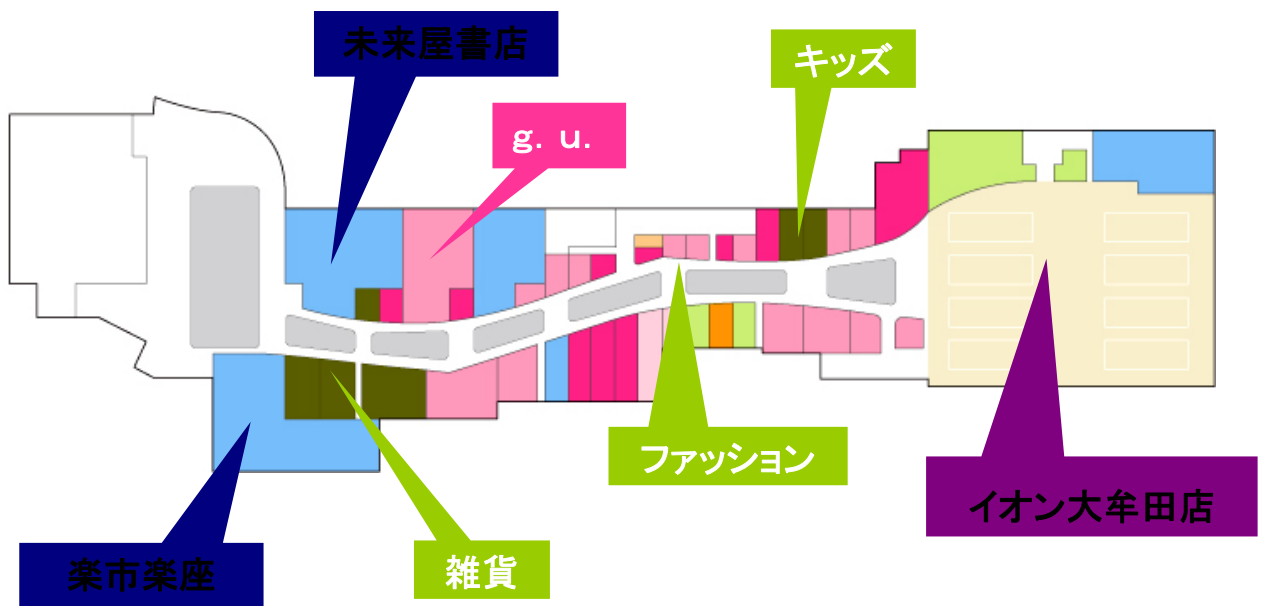 未来屋書店
キッズ
g. u.
ファッション
イオン大牟田店
楽市楽座
雑貨